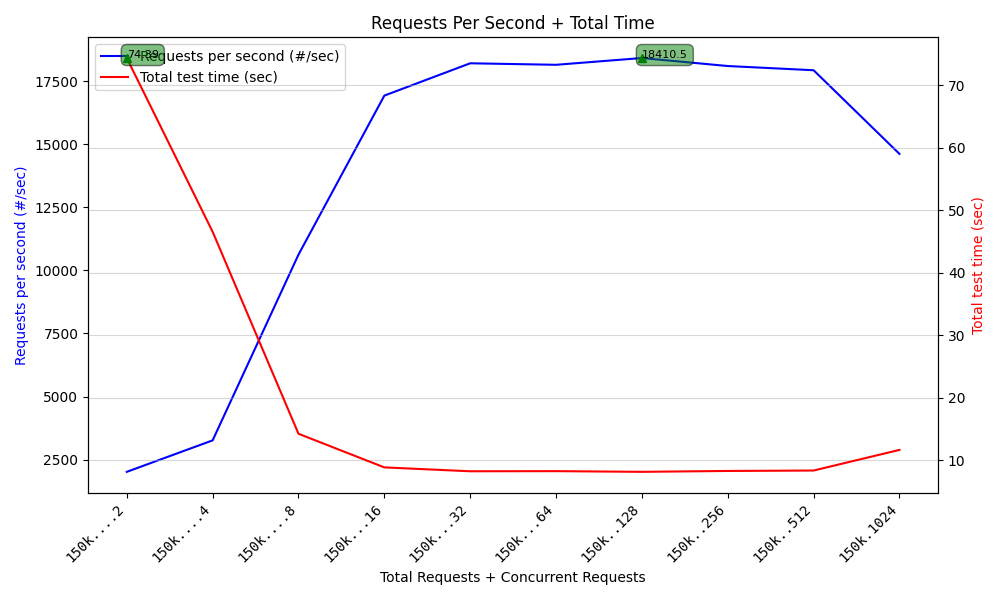 Requests Per Second + Total Time
74.89
18410.5
Requests per second (#/sec)
Total test time (sec)
17500
15000
12500
10000
7500
5000
2500
Requests per second (#/sec)
70
60
50
40
30
20
10
Total test time (sec)
150k....2
150k....4
150k....8
150k...16
150k...32
150k...64
150k..128
150k..256
150k..512
150k.1024
Total Requests + Concurrent Requests